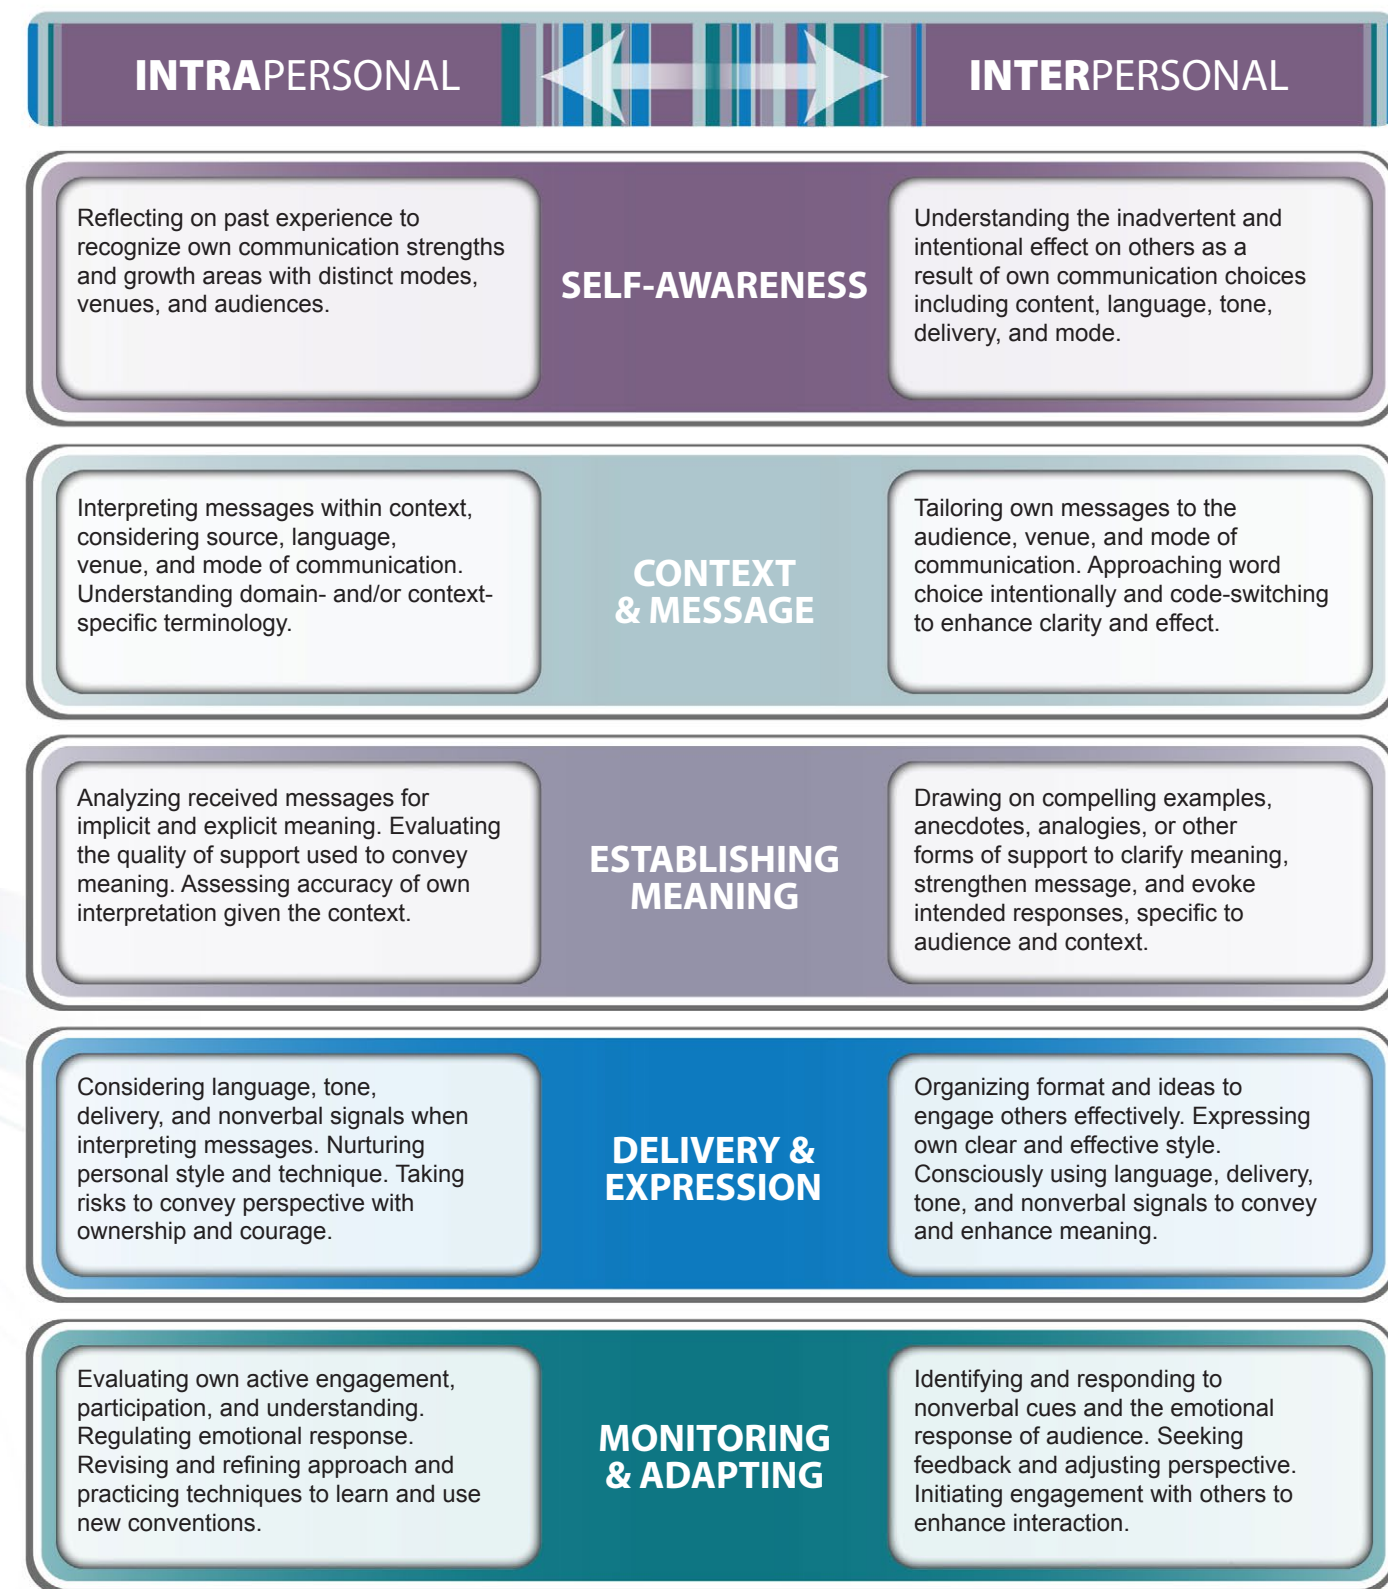 INTRAPERSONAL
INTERPERSONAL
Reflecting on past experience to
recognize own communication strengths
and growth areas with distinct modes,
venues, and audiences.
SELF-AWARENESS
Understanding the inadvertent and
intentional effect on others as a
result of own communication choices
including content, language, tone,
delivery, and mode.
Interpreting messages within context,
considering source, language,
venue, and mode of communication.
Understanding domain- and/or context-
specific terminology.
CONTEXT
& MESSAGE
Tailoring own messages to the
audience, venue, and mode of
communication. Approaching word
choice intentionally and code-switching
to enhance clarity and effect.
Analyzing received messages for
implicit and explicit meaning. Evaluating
the quality of support used to convey
meaning. Assessing accuracy of own
interpretation given the context.
ESTABLISHING
MEANING
Drawing on compelling examples,
anecdotes, analogies, or other
forms of support to clarify meaning,
strengthen message, and evoke
intended responses, specific to
audience and context.
Considering language, tone,
delivery, and nonverbal signals when
interpreting messages. Nurturing
personal style and technique. Taking
risks to convey perspective with
ownership and courage.
DELIVERY &
EXPRESSION
Organizing format and ideas to
engage others effectively. Expressing
own clear and effective style.
Consciously using language, delivery,
tone, and nonverbal signals to convey
and enhance meaning.
Evaluating own active engagement,
participation, and understanding.
Regulating emotional response.
Revising and refining approach and
practicing techniques to learn and use
new conventions.
MONITORING
& ADAPTING
Identifying and responding to
nonverbal cues and the emotional
response of audience. Seeking
feedback and adjusting perspective.
Initiating engagement with others to
enhance interaction.